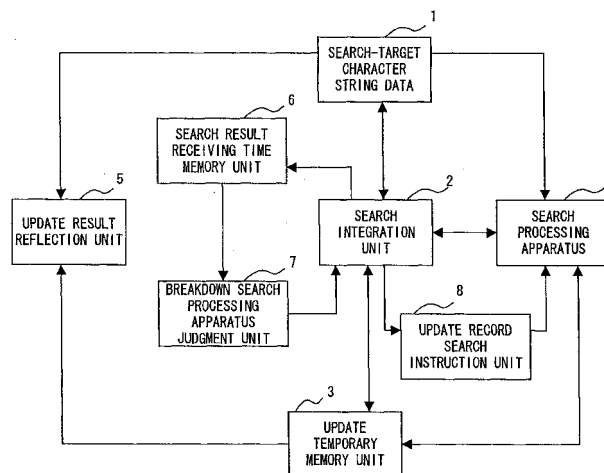 1
SEARCH-TARGET
CHARACTER
STRING DATA
6
SEARCH RESULT
RECEIVING TIME
MEMORY UNIT
5
UPDATE RESULT
REFLECTION UNIT
2
SEARCH
INTEGRATION
UNIT
SEARCH
PROCESSING
APPARATUS
7
BREAKDOWN SEARCH
PROCESSING
APPARATUS
JUDGMENT UNIT
8
UPDATE RECORD
SEARCH
INSTRUCTION UNIT
3
UPDATE
TEMPORARY
MEMORY UNIT